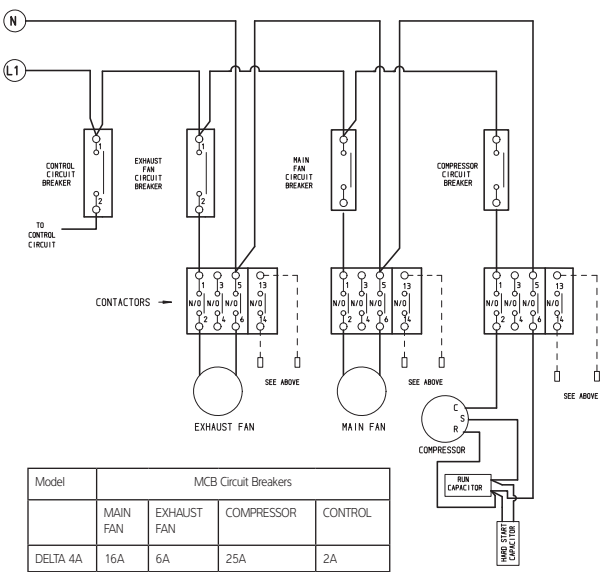 N
L1
CONTROL
CIRCUIT
BREAKER
1
2
TO
CONTROL
CIRCUIT
EXHAUST
FAN
CIRCUIT
BREAKER
1
2
MAIN
FAN
CIRCUIT
BREAKER
COMPRESSOR
CIRCUIT
BREAKER
CONTACTORS
1 3 5 13
N/O N/O N/O N/O
2 4 6 14
1 3 5 13
N/O N/O N/O N/O
2 4 6 14
1 3 5 13
N/O N/O N/O N/O
2 4 6 14
SEE ABOVE
SEE ABOVE
SEE ABOVE
EXHAUST FAN
MAIN FAN
C
S
R
COMPRESSOR
RUN
CAPACITOR
HARD START
CAPACITOR
Model MCB Circuit Breakers
MAIN EXHAUST COMPRESSOR CONTROL
FAN FAN
DELTA 4A 16A 6A 25A 2A